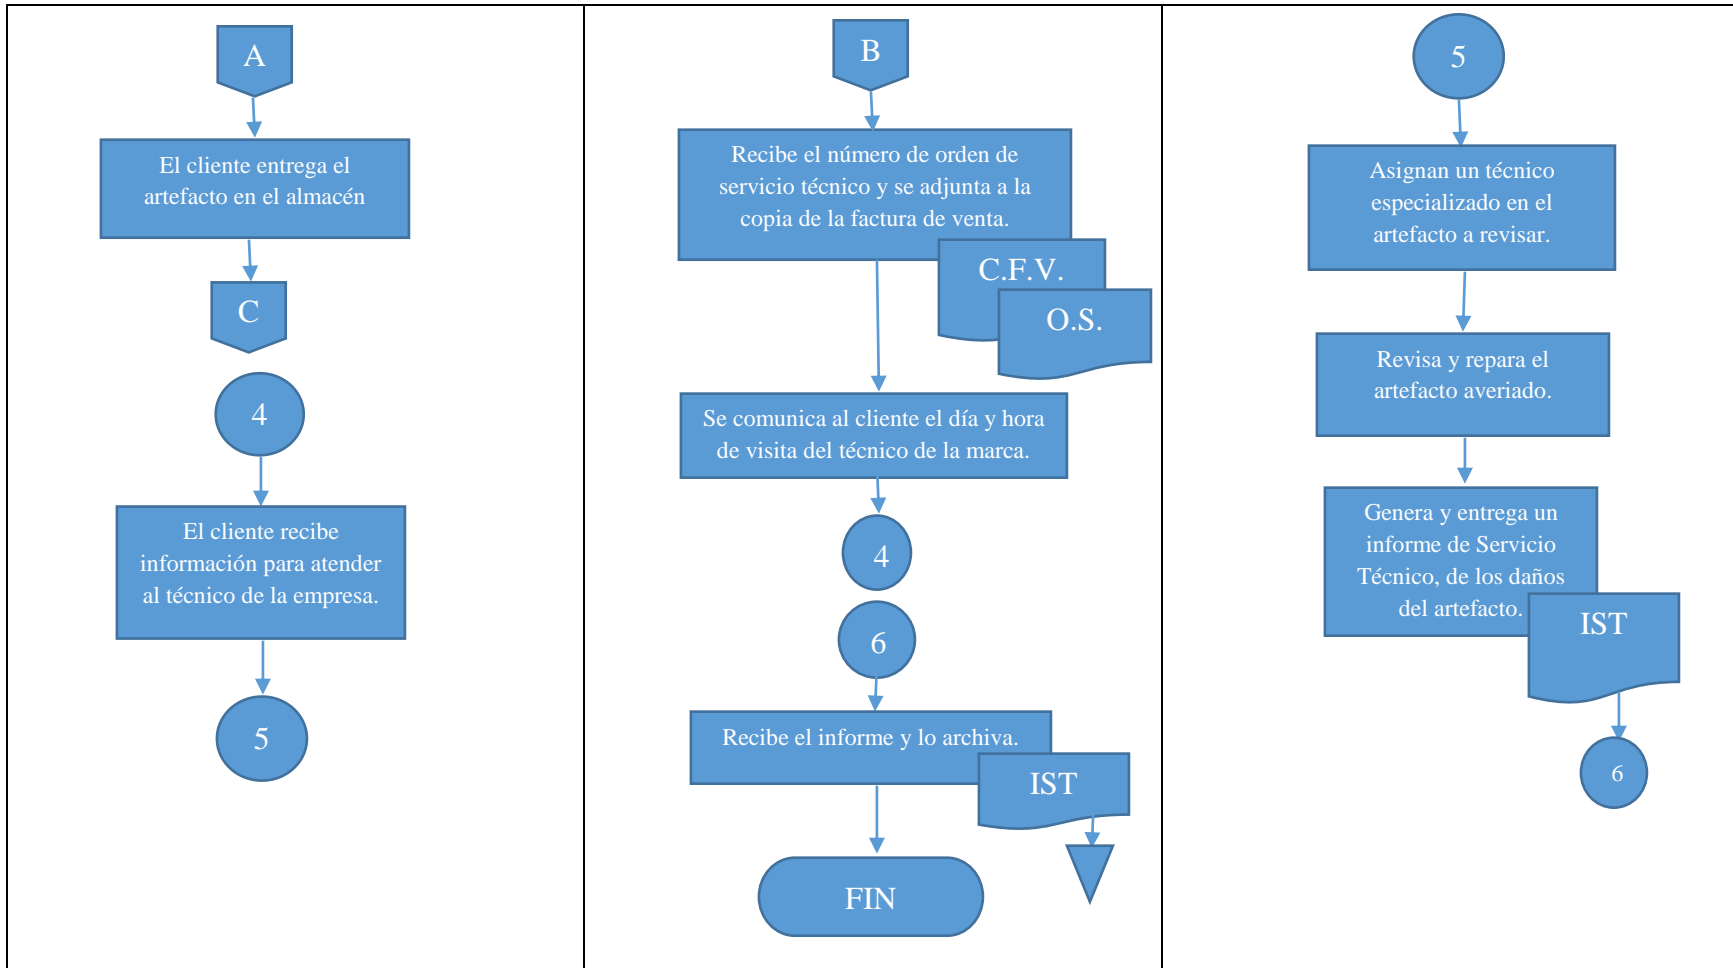 A
El cliente entrega el
artefacto en el almacén
C
4
El cliente recibe
información para atender
al técnico de la empresa.
5
B
Recibe el número de orden de
servicio técnico y se adjunta a la
copia de la factura de venta.
C.F.V.
O.S.
Se comunica al cliente el día y hora
de visita del técnico de la marca.
4
6
Recibe el informe y lo archiva.
IST
FIN
5
Asignan un técnico
especializado en el
artefacto a revisar.
Revisa y repara el
artefacto averiado.
Genera y entrega un
informe de Servicio
Técnico, de los daños
del artefacto.
IST
6